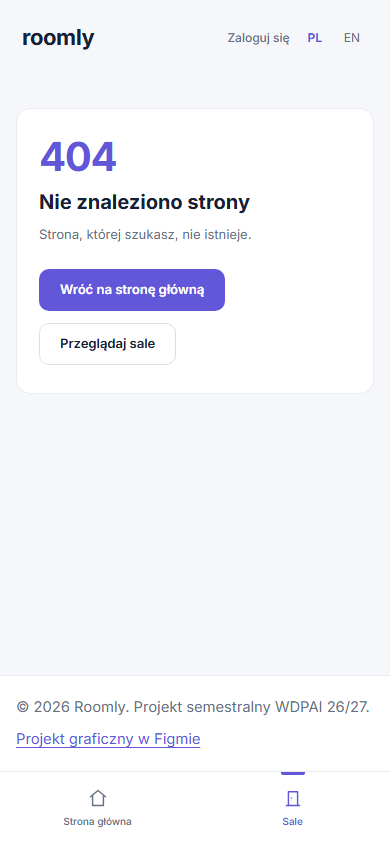 roomly
Zaloguj się PL EN
404
Nie znaleziono strony
Strona, której szukasz, nie istnieje.
Wróć na stronę główną
Przeglądaj sale
© 2026 Roomly. Projekt semestralny WDPAI 26/27.
Projekt graficzny w Figmie
Strona główna
Sale